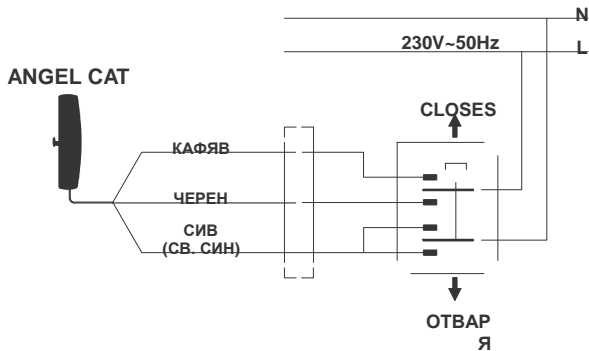 N
230V~50Hz
L
ANGEL CAT
CLOSES
КАФЯВ
ЧЕРЕН
СИВ
(СВ. СИН)
ОТВАР
Я